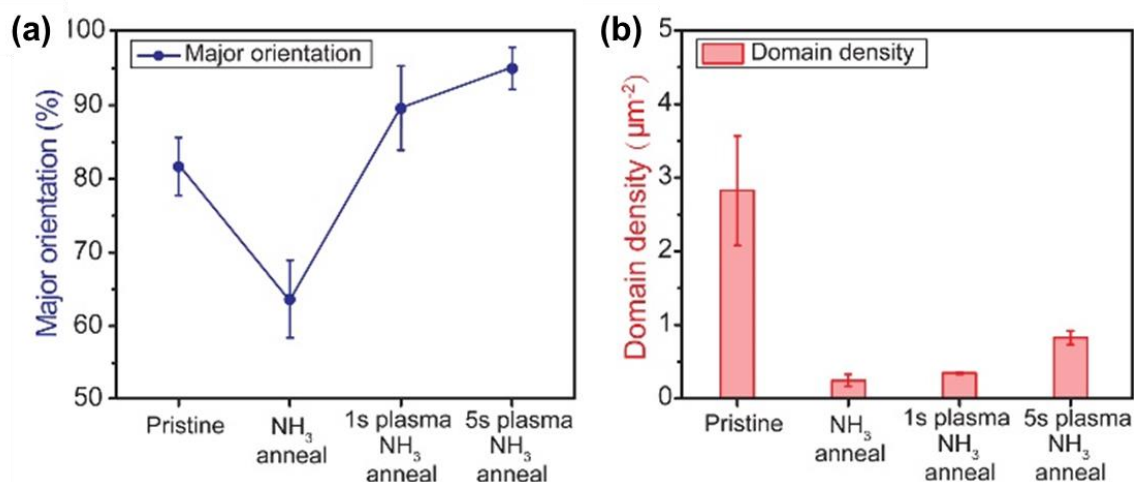 (a)
Major orientation (%)
100
90
80
70
60
50
Major orientation
Pristine
NH₃
anneal
1s plasma
NH₃
anneal
5s plasma
NH₃
anneal
(b)
Domain density (μm⁻²)
5
4
3
2
1
0
Domain density
Pristine
NH₃
anneal
1s plasma
NH₃
anneal
5s plasma
NH₃
anneal